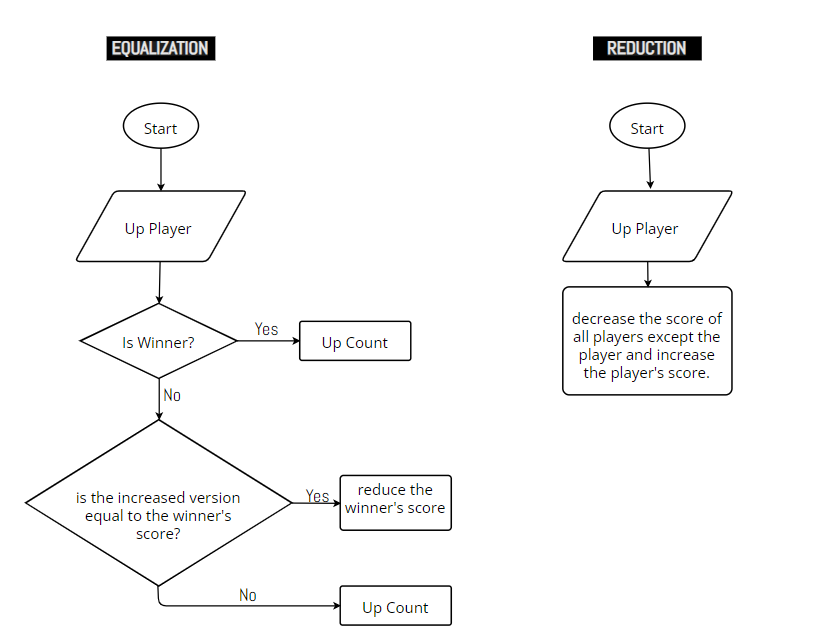 EQUALIZATION
Start
Up Player
Is Winner?
Yes
Up Count
No
is the increased version
equal to the winner's
score?
Yes
reduce the
winner's score
No
Up Count
REDUCTION
Start
Up Player
decrease the score of
all players except the
player and increase
the player's score.